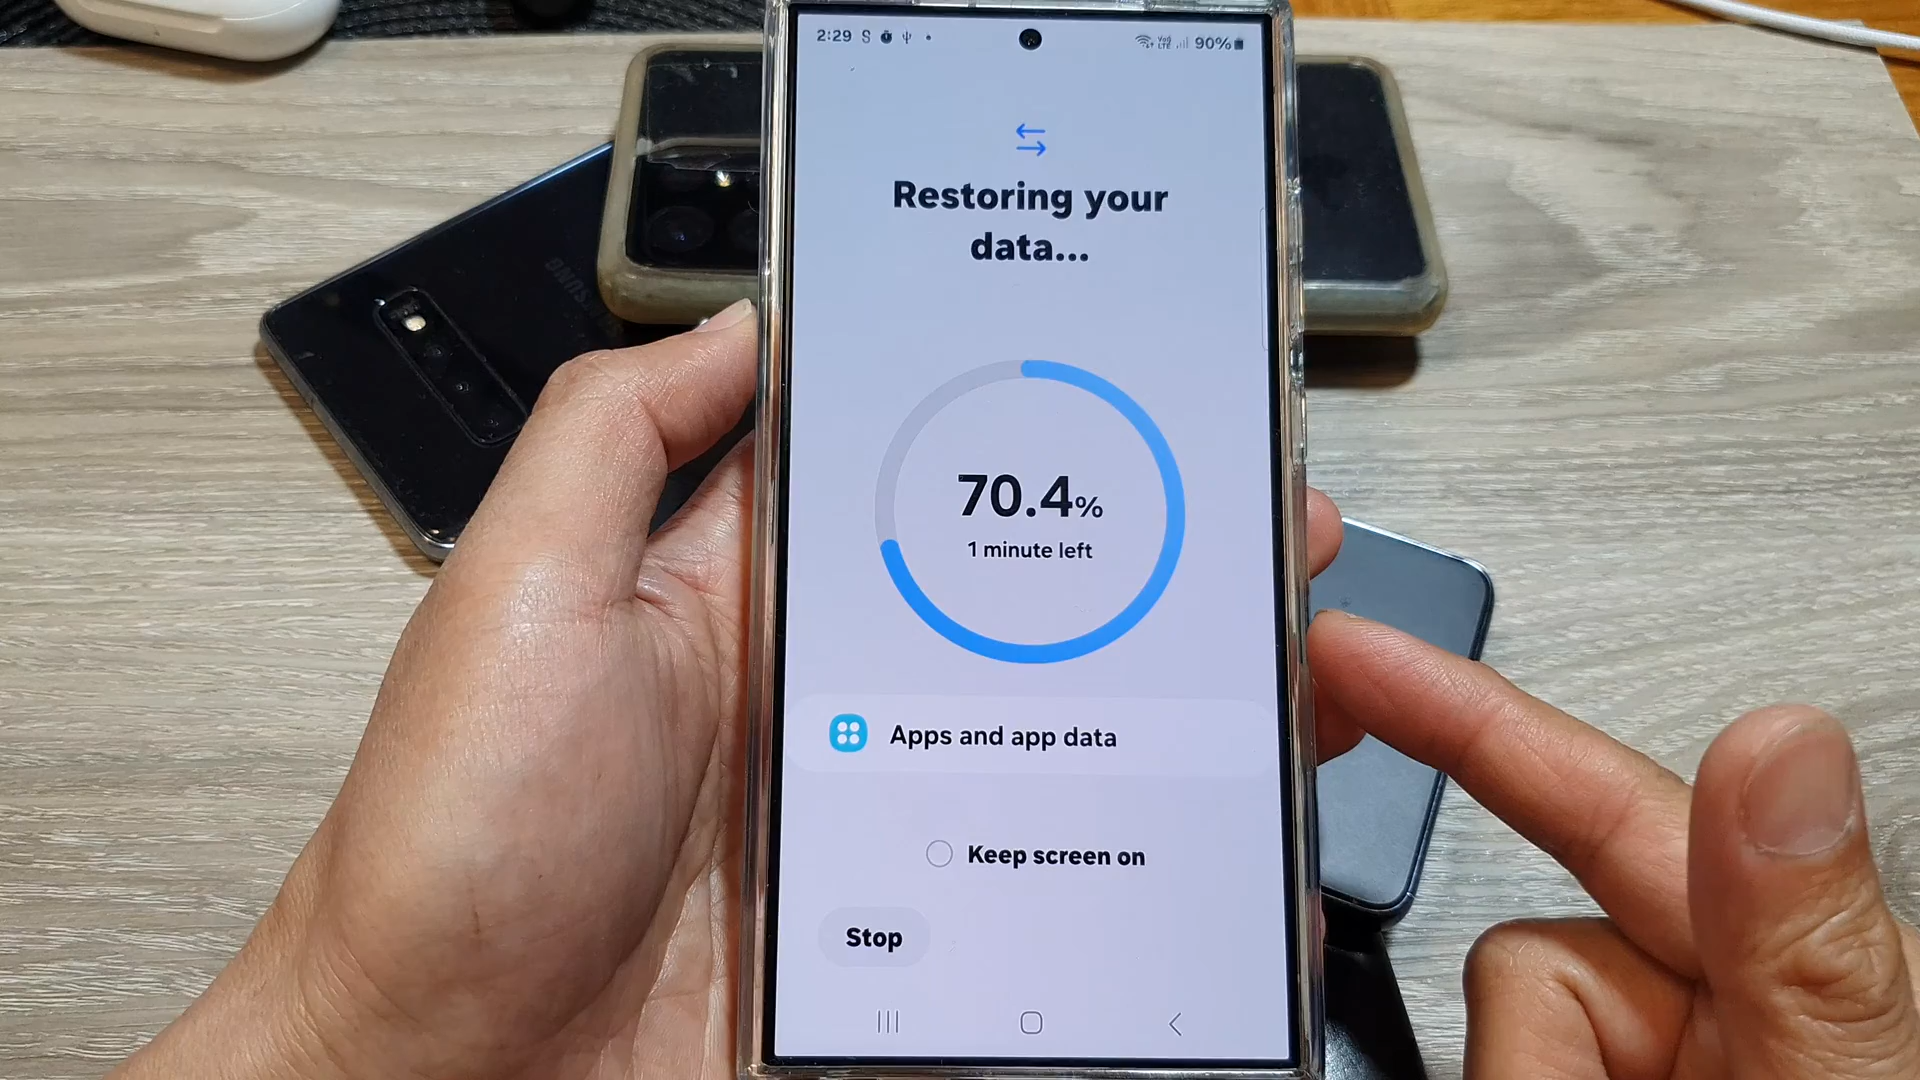 2:29 S 90%
Restoring your
data...
70.4%
1 minute left
Apps and app data
Keep screen on
Stop